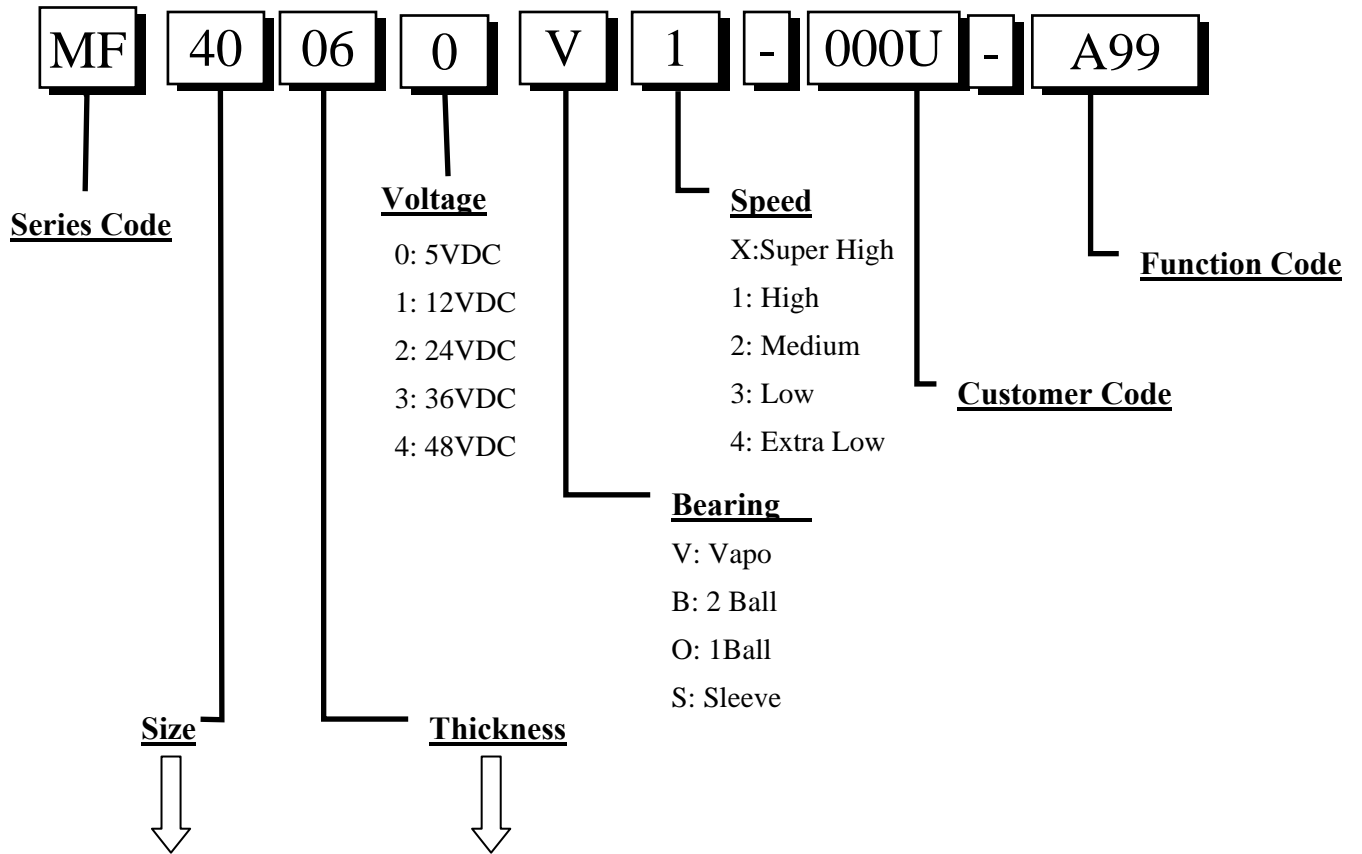 MF 40 06 0 V 1 - 000U - A99
Series Code
Voltage
0: 5VDC
1: 12VDC
2: 24VDC
3: 36VDC
4: 48VDC
Speed
X:Super High
1: High
2: Medium
3: Low
4: Extra Low
Function Code
Customer Code
Bearing
V: Vapo
B: 2 Ball
O: 1Ball
S: Sleeve
Size
Thickness